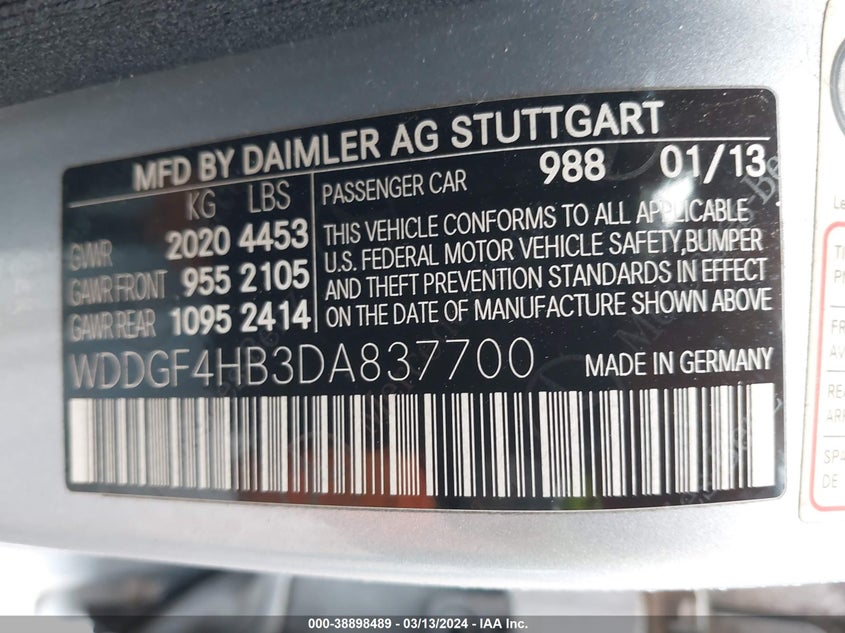 MFD BY DAIMLER AG STUTTGART
KG LBS
GVWR 2020 4453
GAWR FRONT 955 2105
GAWR REAR 1095 2414
PASSENGER CAR 988 01/13
THIS VEHICLE CONFORMS TO ALL APPLICABLE
U.S. FEDERAL MOTOR VEHICLE SAFETY,BUMPER
AND THEFT PREVENTION STANDARDS IN EFFECT
ON THE DATE OF MANUFACTURE SHOWN ABOVE
WDDGF4HB3DA837700 MADE IN GERMANY
000-38898489 - 03/13/2024 - IAA Inc.